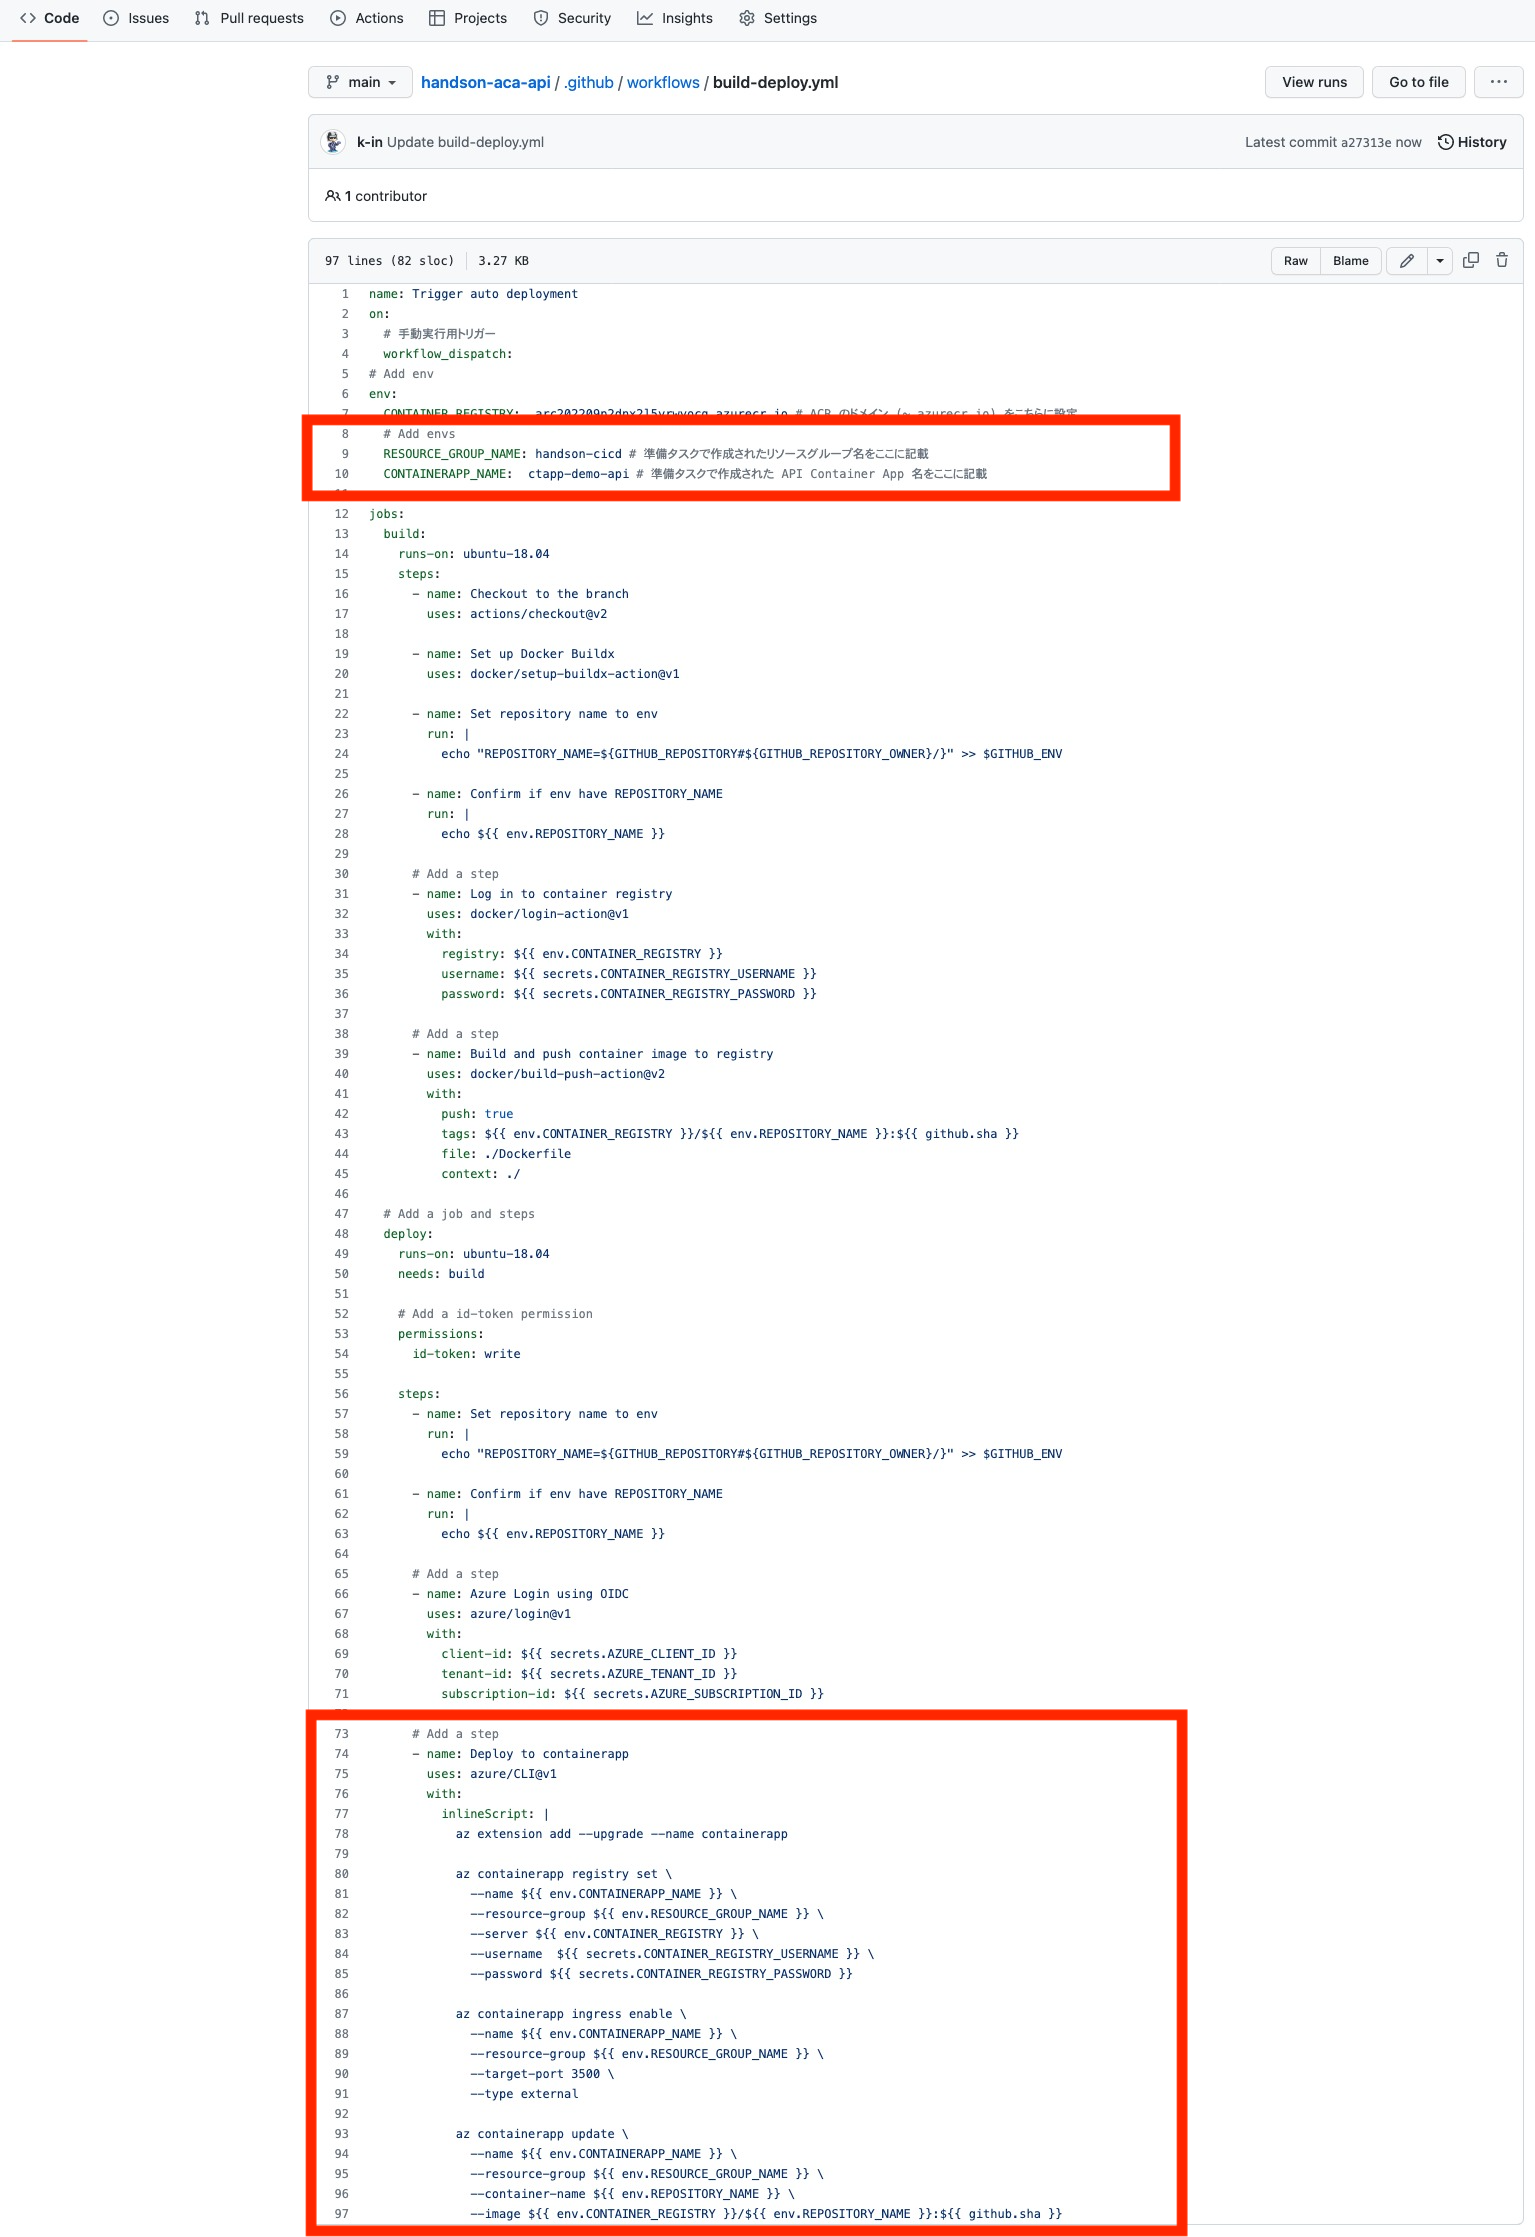 Code
Issues
Pull requests
Actions
Projects
Security
Insights
Settings
main
handson-aca-api / .github / workflows / build-deploy.yml
View runs
Go to file
k-in Update build-deploy.yml
Latest commit a27313e now
History
1 contributor
97 lines (82 sloc)
3.27 KB
Raw
Blame
1 name: Trigger auto deployment
2 on:
3 # 手動実行用トリガー
4 workflow_dispatch:
5 # Add env
6 env:
7 CONTAINER_REGISTRY: # ACR のドメイン (~.azurecr.io) をこちらに設定
8 # Add envs
9 RESOURCE_GROUP_NAME: handson-cicd # 準備タスクで作成されたリソースグループ名をここに記載
10 CONTAINERAPP_NAME: ctapp-demo-api # 準備タスクで作成された API Container App 名をここに記載
12 jobs:
13 build:
14 runs-on: ubuntu-18.04
15 steps:
16 - name: Checkout to the branch
17 uses: actions/checkout@v2
18
19 - name: Set up Docker Buildx
20 uses: docker/setup-buildx-action@v1
21
22 - name: Set repository name to env
23 run: |
24 echo "REPOSITORY_NAME=${GITHUB_REPOSITORY#${GITHUB_REPOSITORY_OWNER}/}" >> $GITHUB_ENV
25
26 - name: Confirm if env have REPOSITORY_NAME
27 run: |
28 echo ${{ env.REPOSITORY_NAME }}
29
30 # Add a step
31 - name: Log in to container registry
32 uses: docker/login-action@v1
33 with:
34 registry: ${{ env.CONTAINER_REGISTRY }}
35 username: ${{ secrets.CONTAINER_REGISTRY_USERNAME }}
36 password: ${{ secrets.CONTAINER_REGISTRY_PASSWORD }}
37
38 # Add a step
39 - name: Build and push container image to registry
40 uses: docker/build-push-action@v2
41 with:
42 push: true
43 tags: ${{ env.CONTAINER_REGISTRY }}/${{ env.REPOSITORY_NAME }}:${{ github.sha }}
44 file: ./Dockerfile
45 context: ./
46
47 # Add a job and steps
48 deploy:
49 runs-on: ubuntu-18.04
50 needs: build
51
52 # Add a id-token permission
53 permissions:
54 id-token: write
55
56 steps:
57 - name: Set repository name to env
58 run: |
59 echo "REPOSITORY_NAME=${GITHUB_REPOSITORY#${GITHUB_REPOSITORY_OWNER}/}" >> $GITHUB_ENV
60
61 - name: Confirm if env have REPOSITORY_NAME
62 run: |
63 echo ${{ env.REPOSITORY_NAME }}
64
65 # Add a step
66 - name: Azure Login using OIDC
67 uses: azure/login@v1
68 with:
69 client-id: ${{ secrets.AZURE_CLIENT_ID }}
70 tenant-id: ${{ secrets.AZURE_TENANT_ID }}
71 subscription-id: ${{ secrets.AZURE_SUBSCRIPTION_ID }}
73 # Add a step
74 - name: Deploy to containerapp
75 uses: azure/CLI@v1
76 with:
77 inlineScript: |
78 az extension add --upgrade --name containerapp
79
80 az containerapp registry set \
81 --name ${{ env.CONTAINERAPP_NAME }} \
82 --resource-group ${{ env.RESOURCE_GROUP_NAME }} \
83 --server ${{ env.CONTAINER_REGISTRY }} \
84 --username  ${{ secrets.CONTAINER_REGISTRY_USERNAME }} \
85 --password ${{ secrets.CONTAINER_REGISTRY_PASSWORD }}
86
87 az containerapp ingress enable \
88 --name ${{ env.CONTAINERAPP_NAME }} \
89 --resource-group ${{ env.RESOURCE_GROUP_NAME }} \
90 --target-port 3500 \
91 --type external
92
93 az containerapp update \
94 --name ${{ env.CONTAINERAPP_NAME }} \
95 --resource-group ${{ env.RESOURCE_GROUP_NAME }} \
96 --container-name ${{ env.REPOSITORY_NAME }} \
97 --image ${{ env.CONTAINER_REGISTRY }}/${{ env.REPOSITORY_NAME }}:${{ github.sha }}